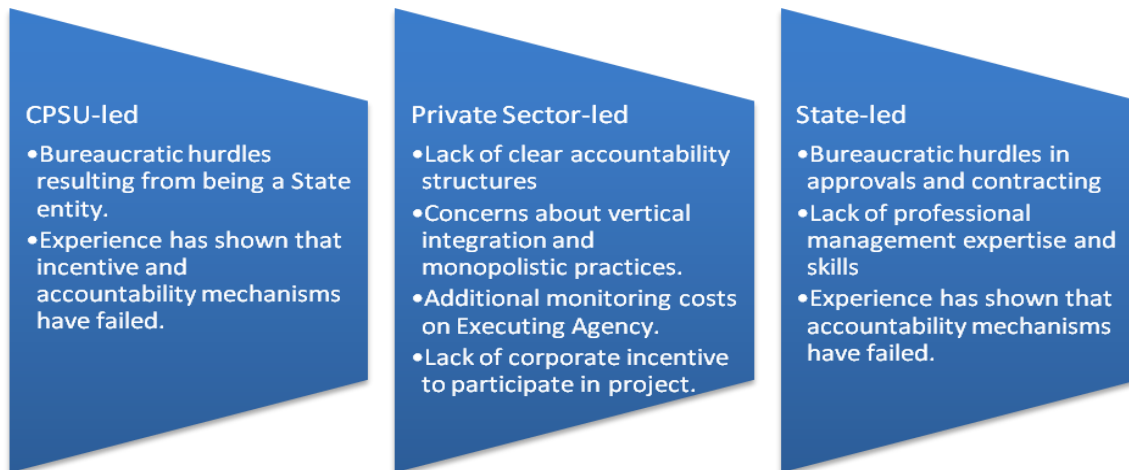 CPSU-led
•Bureaucratic hurdles
resulting from being a State
entity.
•Experience has shown that
incentive and
accountability mechanisms
have failed.
Private Sector-led
•Lack of clear accountability
structures
•Concerns about vertical
integration and
monopolistic practices.
•Additional monitoring costs
on Executing Agency.
•Lack of corporate incentive
to participate in project.
State-led
•Bureaucratic hurdles in
approvals and contracting
•Lack of professional
management expertise and
skills
•Experience has shown that
accountability mechanisms
have failed.